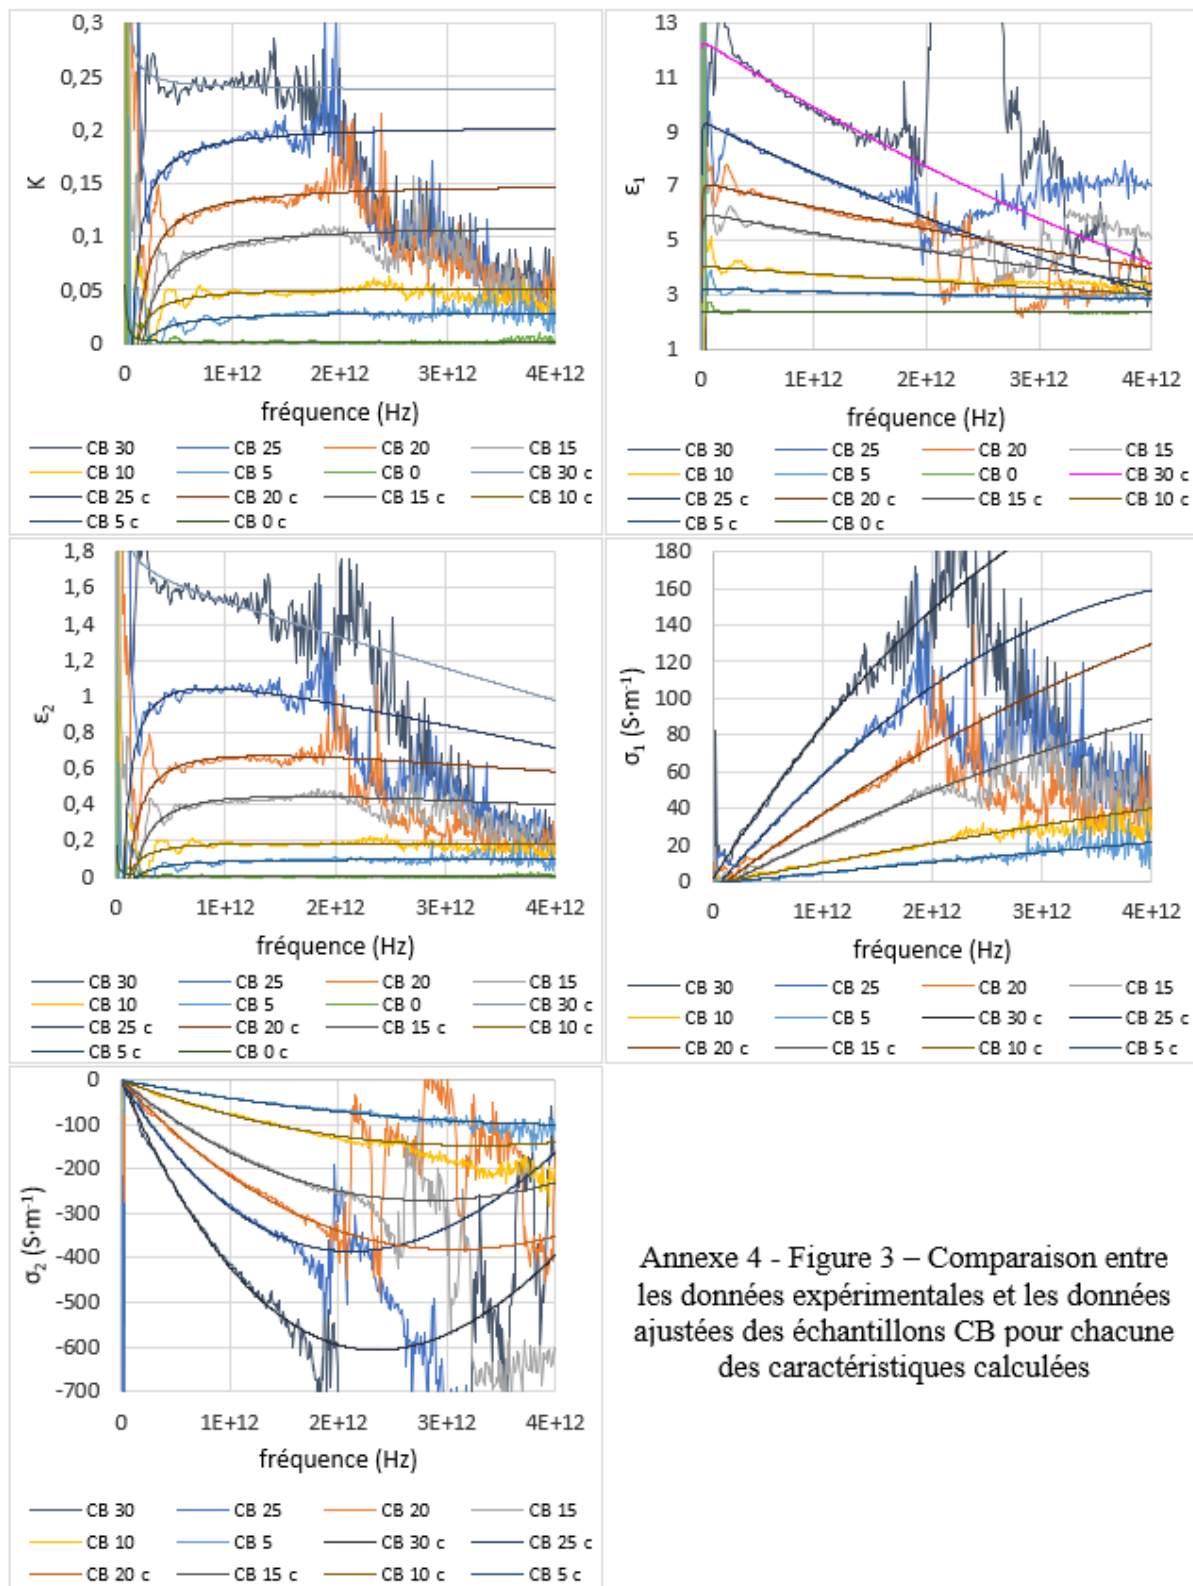 0,3
0,25
0,2
0,15
0,1
0,05
0
K
0 1E+12 2E+12 3E+12 4E+12
fréquence (Hz)
CB 30 CB 25 CB 20 CB 15
CB 10 CB 5 CB 0 CB 30 c
CB 25 c CB 20 c CB 15 c CB 10 c
CB 5 c CB 0 c
13
11
9
7
5
3
1
ε₁
0 1E+12 2E+12 3E+12 4E+12
fréquence (Hz)
CB 30 CB 25 CB 20 CB 15
CB 10 CB 5 CB 0 CB 30 c
CB 25 c CB 20 c CB 15 c CB 10 c
CB 5 c CB 0 c
1,8
1,6
1,4
1,2
1
0,8
0,6
0,4
0,2
0
ε₂
0 1E+12 2E+12 3E+12 4E+12
fréquence (Hz)
CB 30 CB 25 CB 20 CB 15
CB 10 CB 5 CB 0 CB 30 c
CB 25 c CB 20 c CB 15 c CB 10 c
CB 5 c CB 0 c
180
160
140
120
100
80
60
40
20
0
σ₁ (S·m⁻¹)
0 1E+12 2E+12 3E+12 4E+12
fréquence (Hz)
CB 30 CB 25 CB 20 CB 15
CB 10 CB 5 CB 30 c CB 25 c
CB 20 c CB 15 c CB 10 c CB 5 c
0
-100
-200
-300
-400
-500
-600
-700
σ₂ (S·m⁻¹)
0 1E+12 2E+12 3E+12 4E+12
fréquence (Hz)
CB 30 CB 25 CB 20 CB 15
CB 10 CB 5 CB 30 c CB 25 c
CB 20 c CB 15 c CB 10 c CB 5 c
Annexe 4 - Figure 3 – Comparaison entre
les données expérimentales et les données
ajustées des échantillons CB pour chacune
des caractéristiques calculées